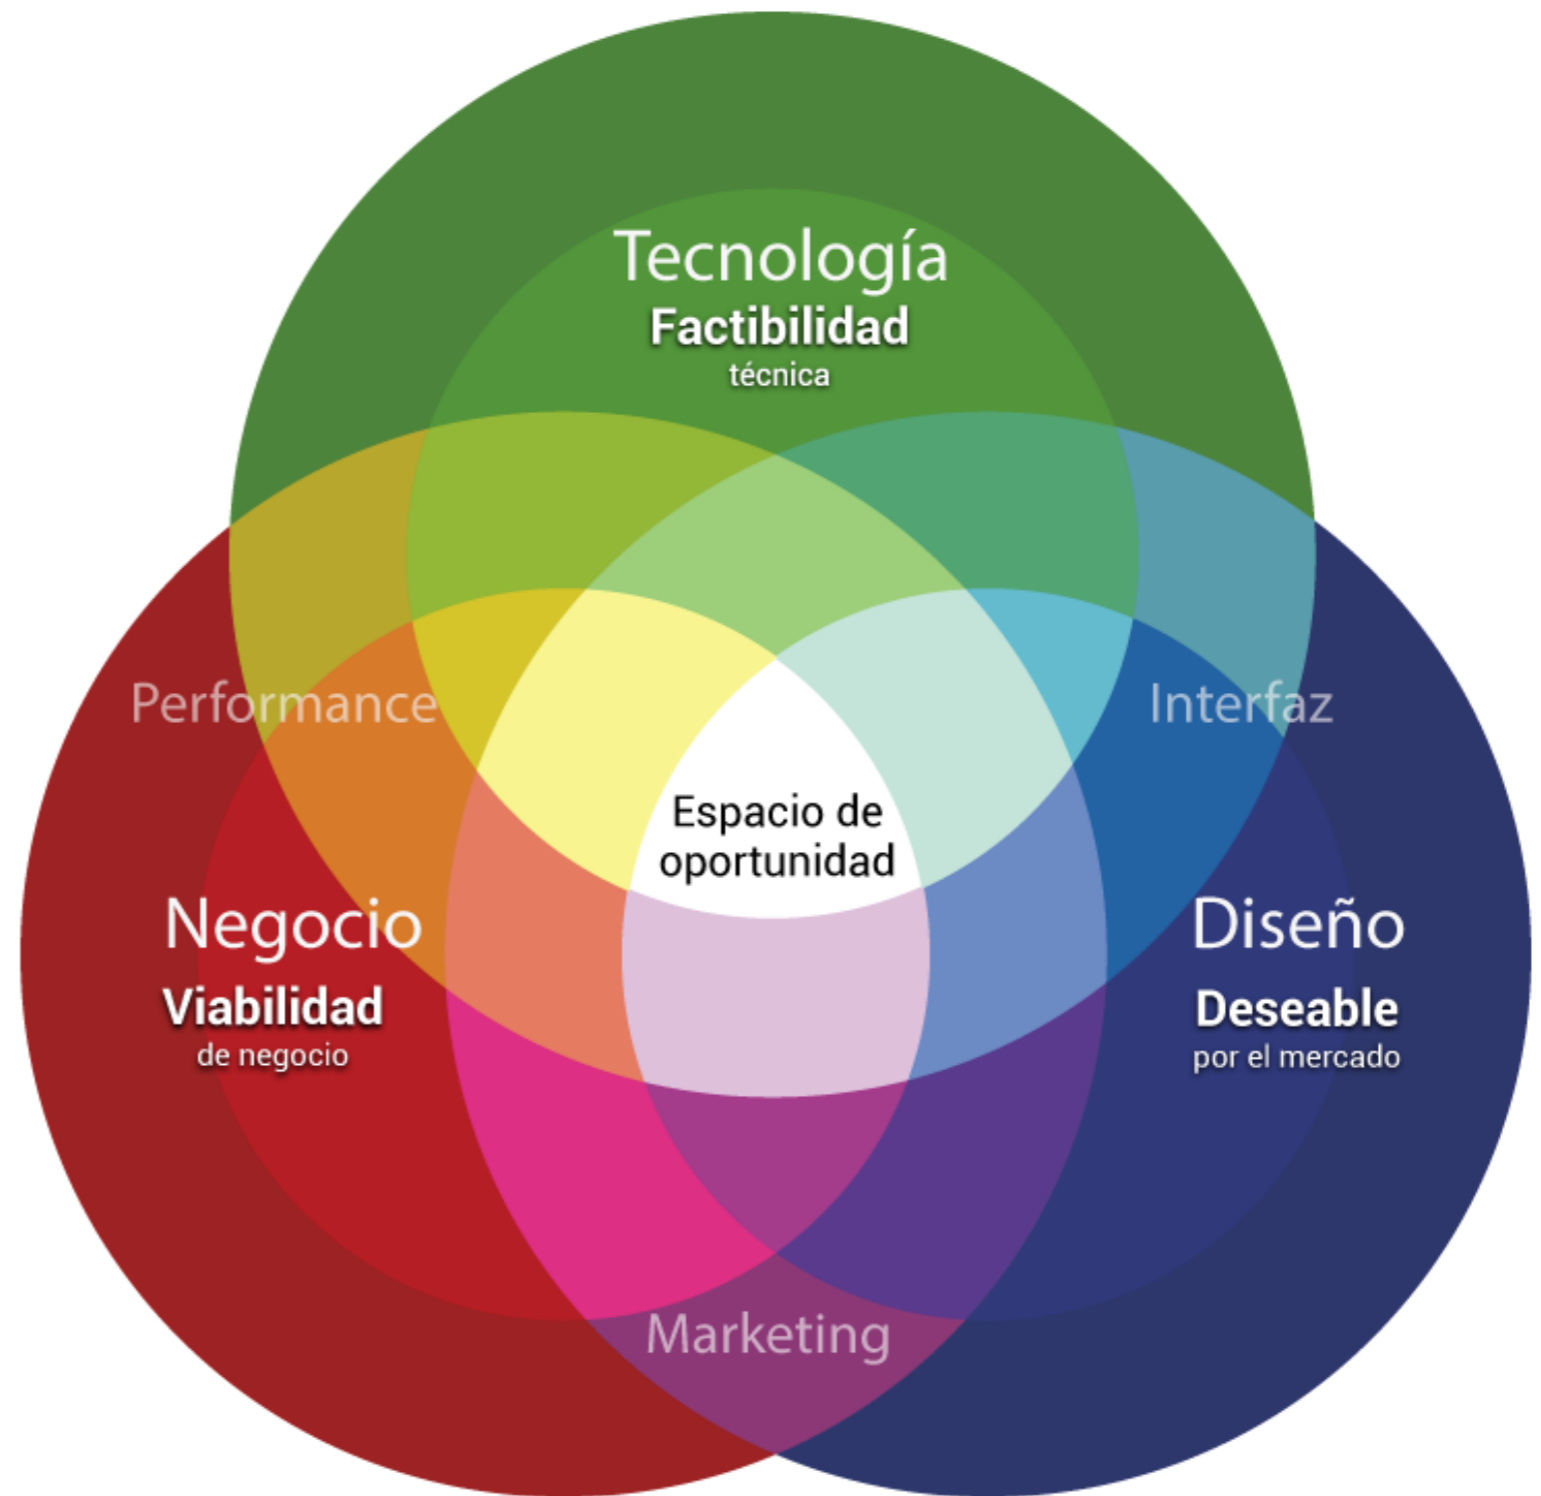 Tecnología
Factibilidad
técnica
Performance
Interfaz
Espacio de
oportunidad
Negocio
Viabilidad
de negocio
Diseño
Deseable
por el mercado
Marketing